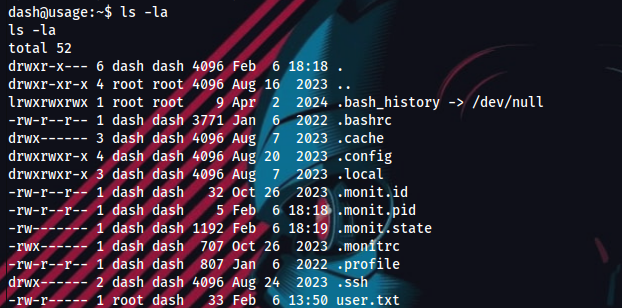 dash@usage:~$ ls -la
ls -la
total 52
drwxr-x--- 6 dash dash 4096 Feb  6 18:18 .
drwxr-xr-x 4 root root 4096 Aug 16  2023 ..
lrwxrwxrwx 1 root root    9 Apr  2  2024 .bash_history -> /dev/null
-rw-r--r-- 1 dash dash 3771 Jan  6  2022 .bashrc
drwx------ 3 dash dash 4096 Aug  7  2023 .cache
drwxrwxr-x 4 dash dash 4096 Aug 20  2023 .config
drwxrwxr-x 3 dash dash 4096 Aug  7  2023 .local
-rw-r--r-- 1 dash dash   32 Oct 26  2023 .monit.id
-rw-r--r-- 1 dash dash    5 Feb  6 18:18 .monit.pid
-rw------- 1 dash dash 1192 Feb  6 18:19 .monit.state
-rwx------ 1 dash dash  707 Oct 26  2023 .monitrc
-rw-r--r-- 1 dash dash  807 Jan  6  2022 .profile
drwx------ 2 dash dash 4096 Aug 24  2023 .ssh
-rw-r----- 1 root dash   33 Feb  6 13:50 user.txt